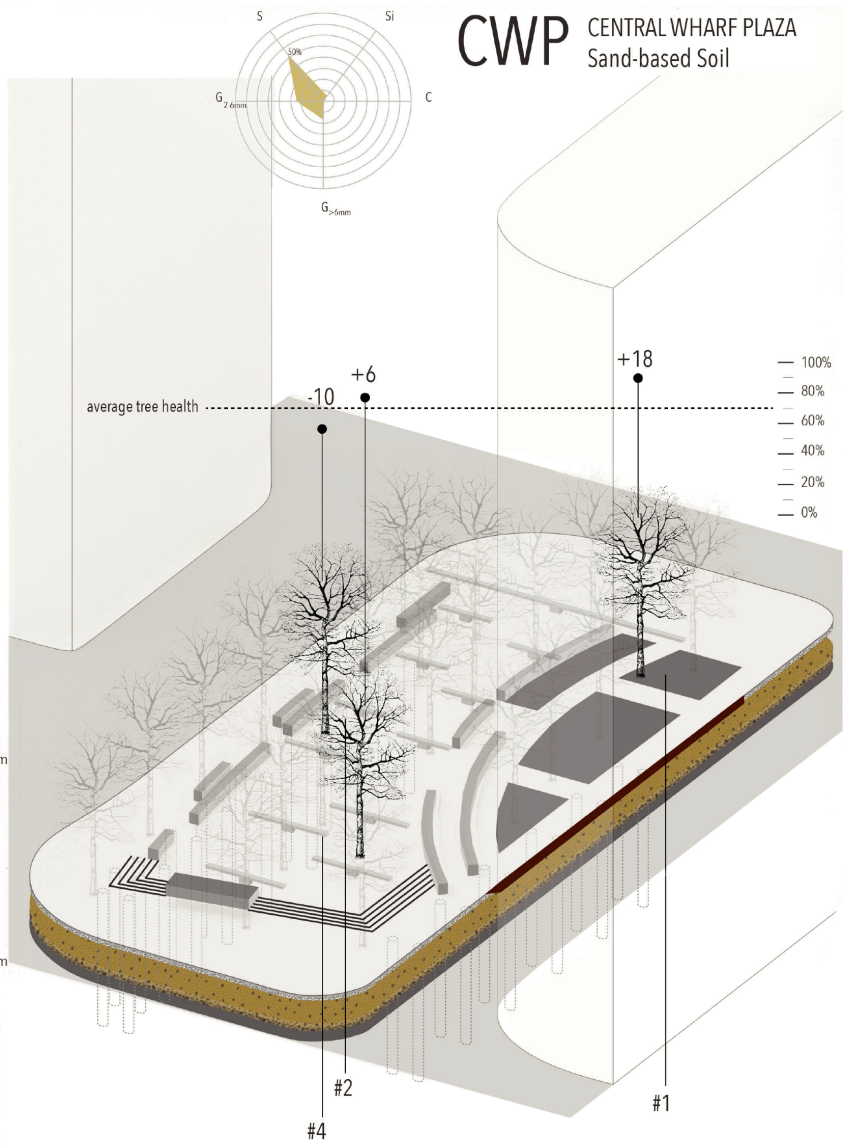 CWP
CENTRAL WHARF PLAZA
Sand-based Soil
S
Si
50%
G 2 6mm
C
G >6mm
+18
+6
-10
average tree health
100%
80%
60%
40%
20%
0%
m
m
#2
#1
#4